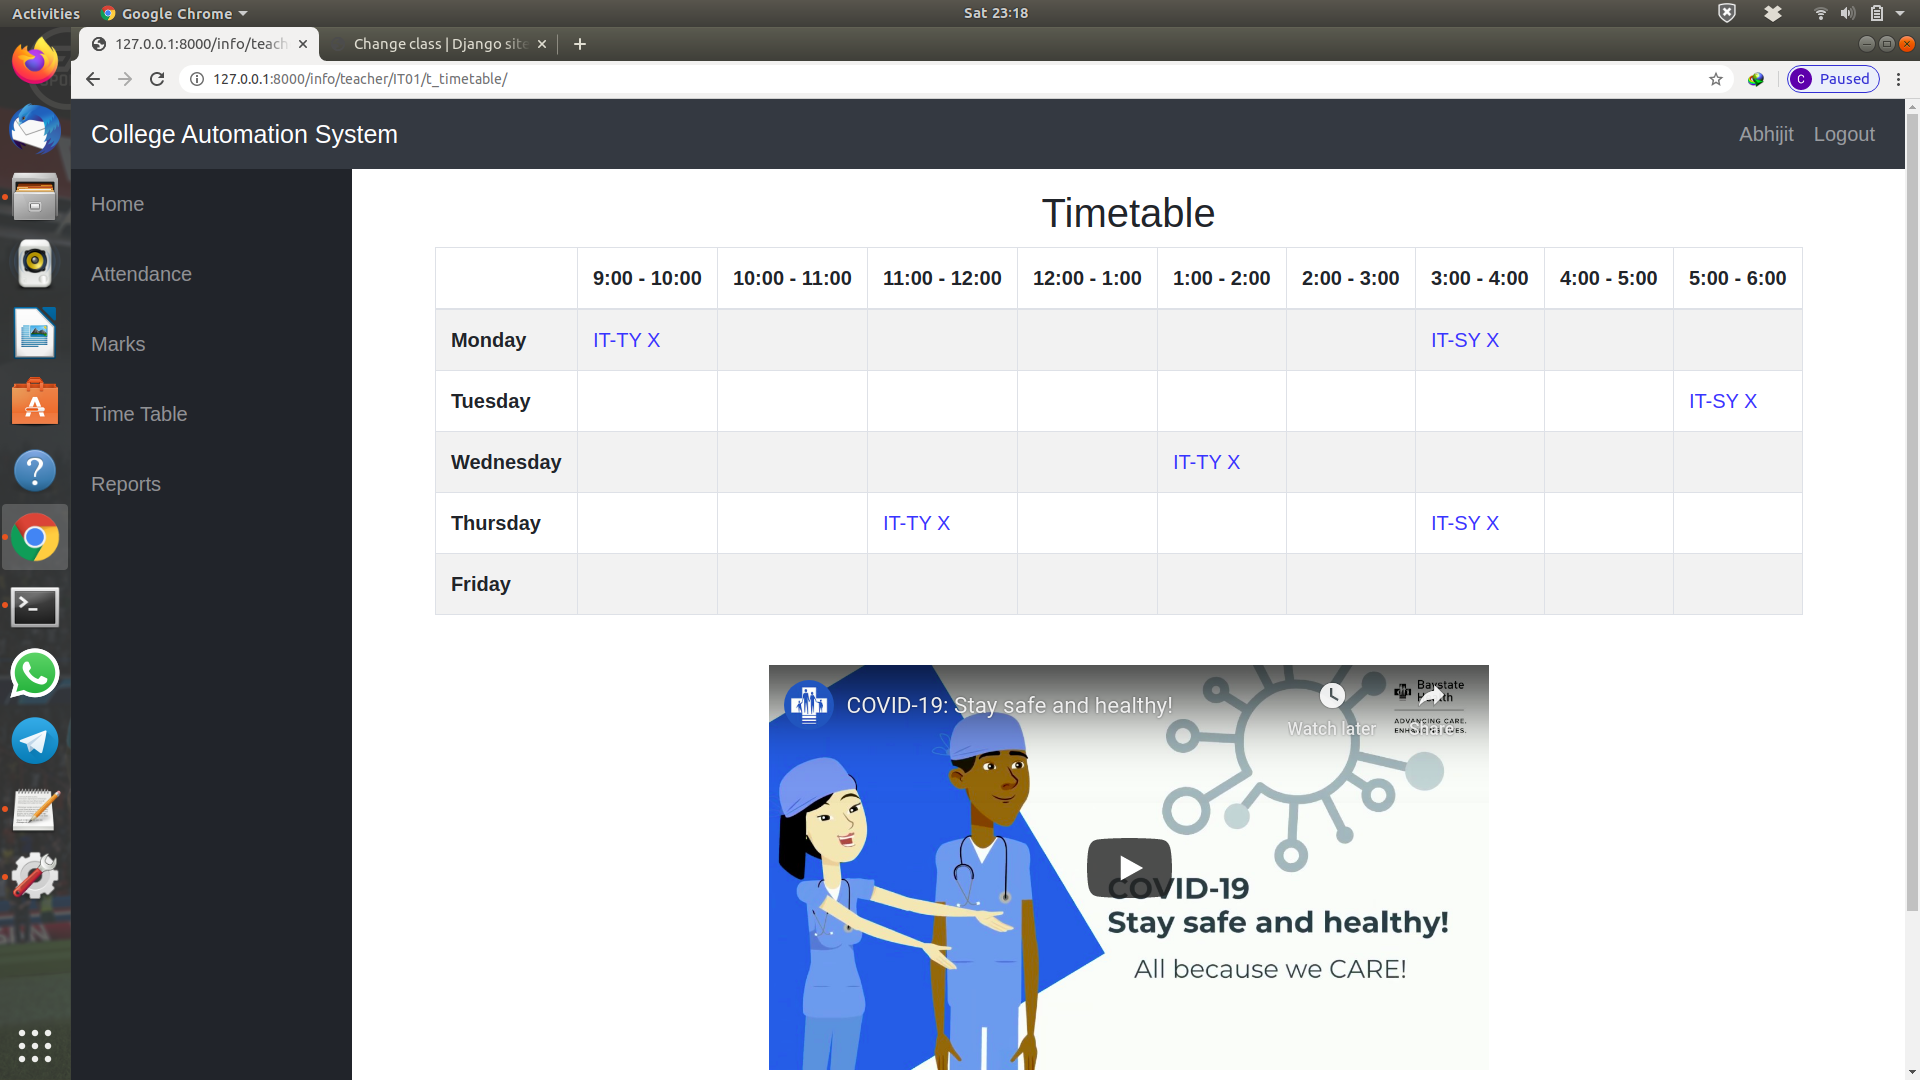 Activities Google Chrome Sat 23:18
127.0.0.1:8000/info/teach Change class | Django site
127.0.0.1:8000/info/teacher/IT01/t_timetable/ C Paused
College Automation System Abhijit Logout
Home
Attendance
Marks
Time Table
Reports
Timetable
9:00 - 10:00 10:00 - 11:00 11:00 - 12:00 12:00 - 1:00 1:00 - 2:00 2:00 - 3:00 3:00 - 4:00 4:00 - 5:00 5:00 - 6:00
Monday IT-TY X IT-SY X
Tuesday IT-SY X
Wednesday IT-TY X
Thursday IT-TY X IT-SY X
Friday
COVID-19: Stay safe and healthy!
Watch later Share
Baystate
Health
ADVANCING CARE.
COVID-19
Stay safe and healthy!
All because we CARE!